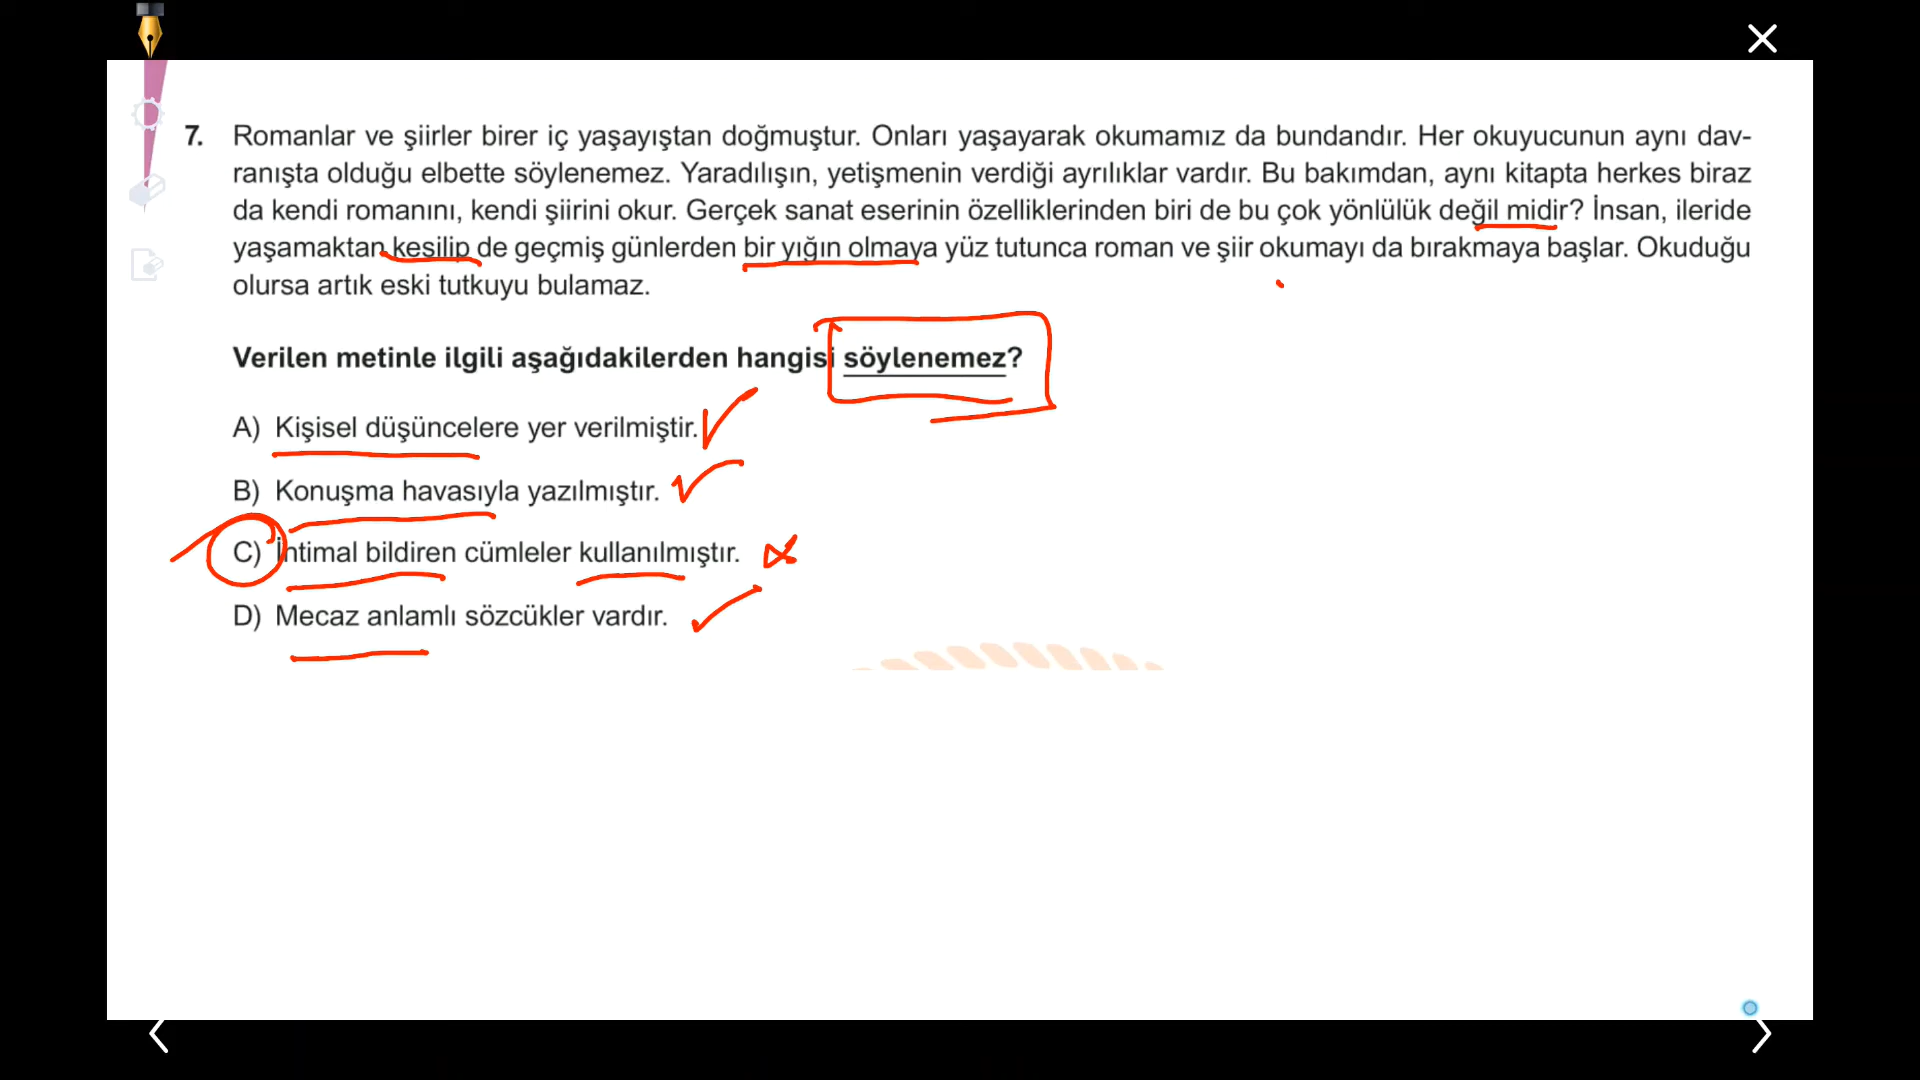 7. Romanlar ve şiirler birer iç yaşayıştan doğmuştur. Onları yaşayarak okumamız da bundandır. Her okuyucunun aynı dav-
ranışta olduğu elbette söylenemez. Yaradılışın, yetişmenin verdiği ayrılıklar vardır. Bu bakımdan, aynı kitapta herkes biraz
da kendi romanını, kendi şiirini okur. Gerçek sanat eserinin özelliklerinden biri de bu çok yönlülük değil midir? İnsan, ileride
yaşamaktan kesilip de geçmiş günlerden bir yığın olmaya yüz tutunca roman ve şiir okumayı da bırakmaya başlar. Okuduğu
olursa artık eski tutkuyu bulamaz.
Verilen metinle ilgili aşağıdakilerden hangisi söylenemez?
A) Kişisel düşüncelere yer verilmiştir.
B) Konuşma havasıyla yazılmıştır.
C) İhtimal bildiren cümleler kullanılmıştır.
D) Mecaz anlamlı sözcükler vardır.